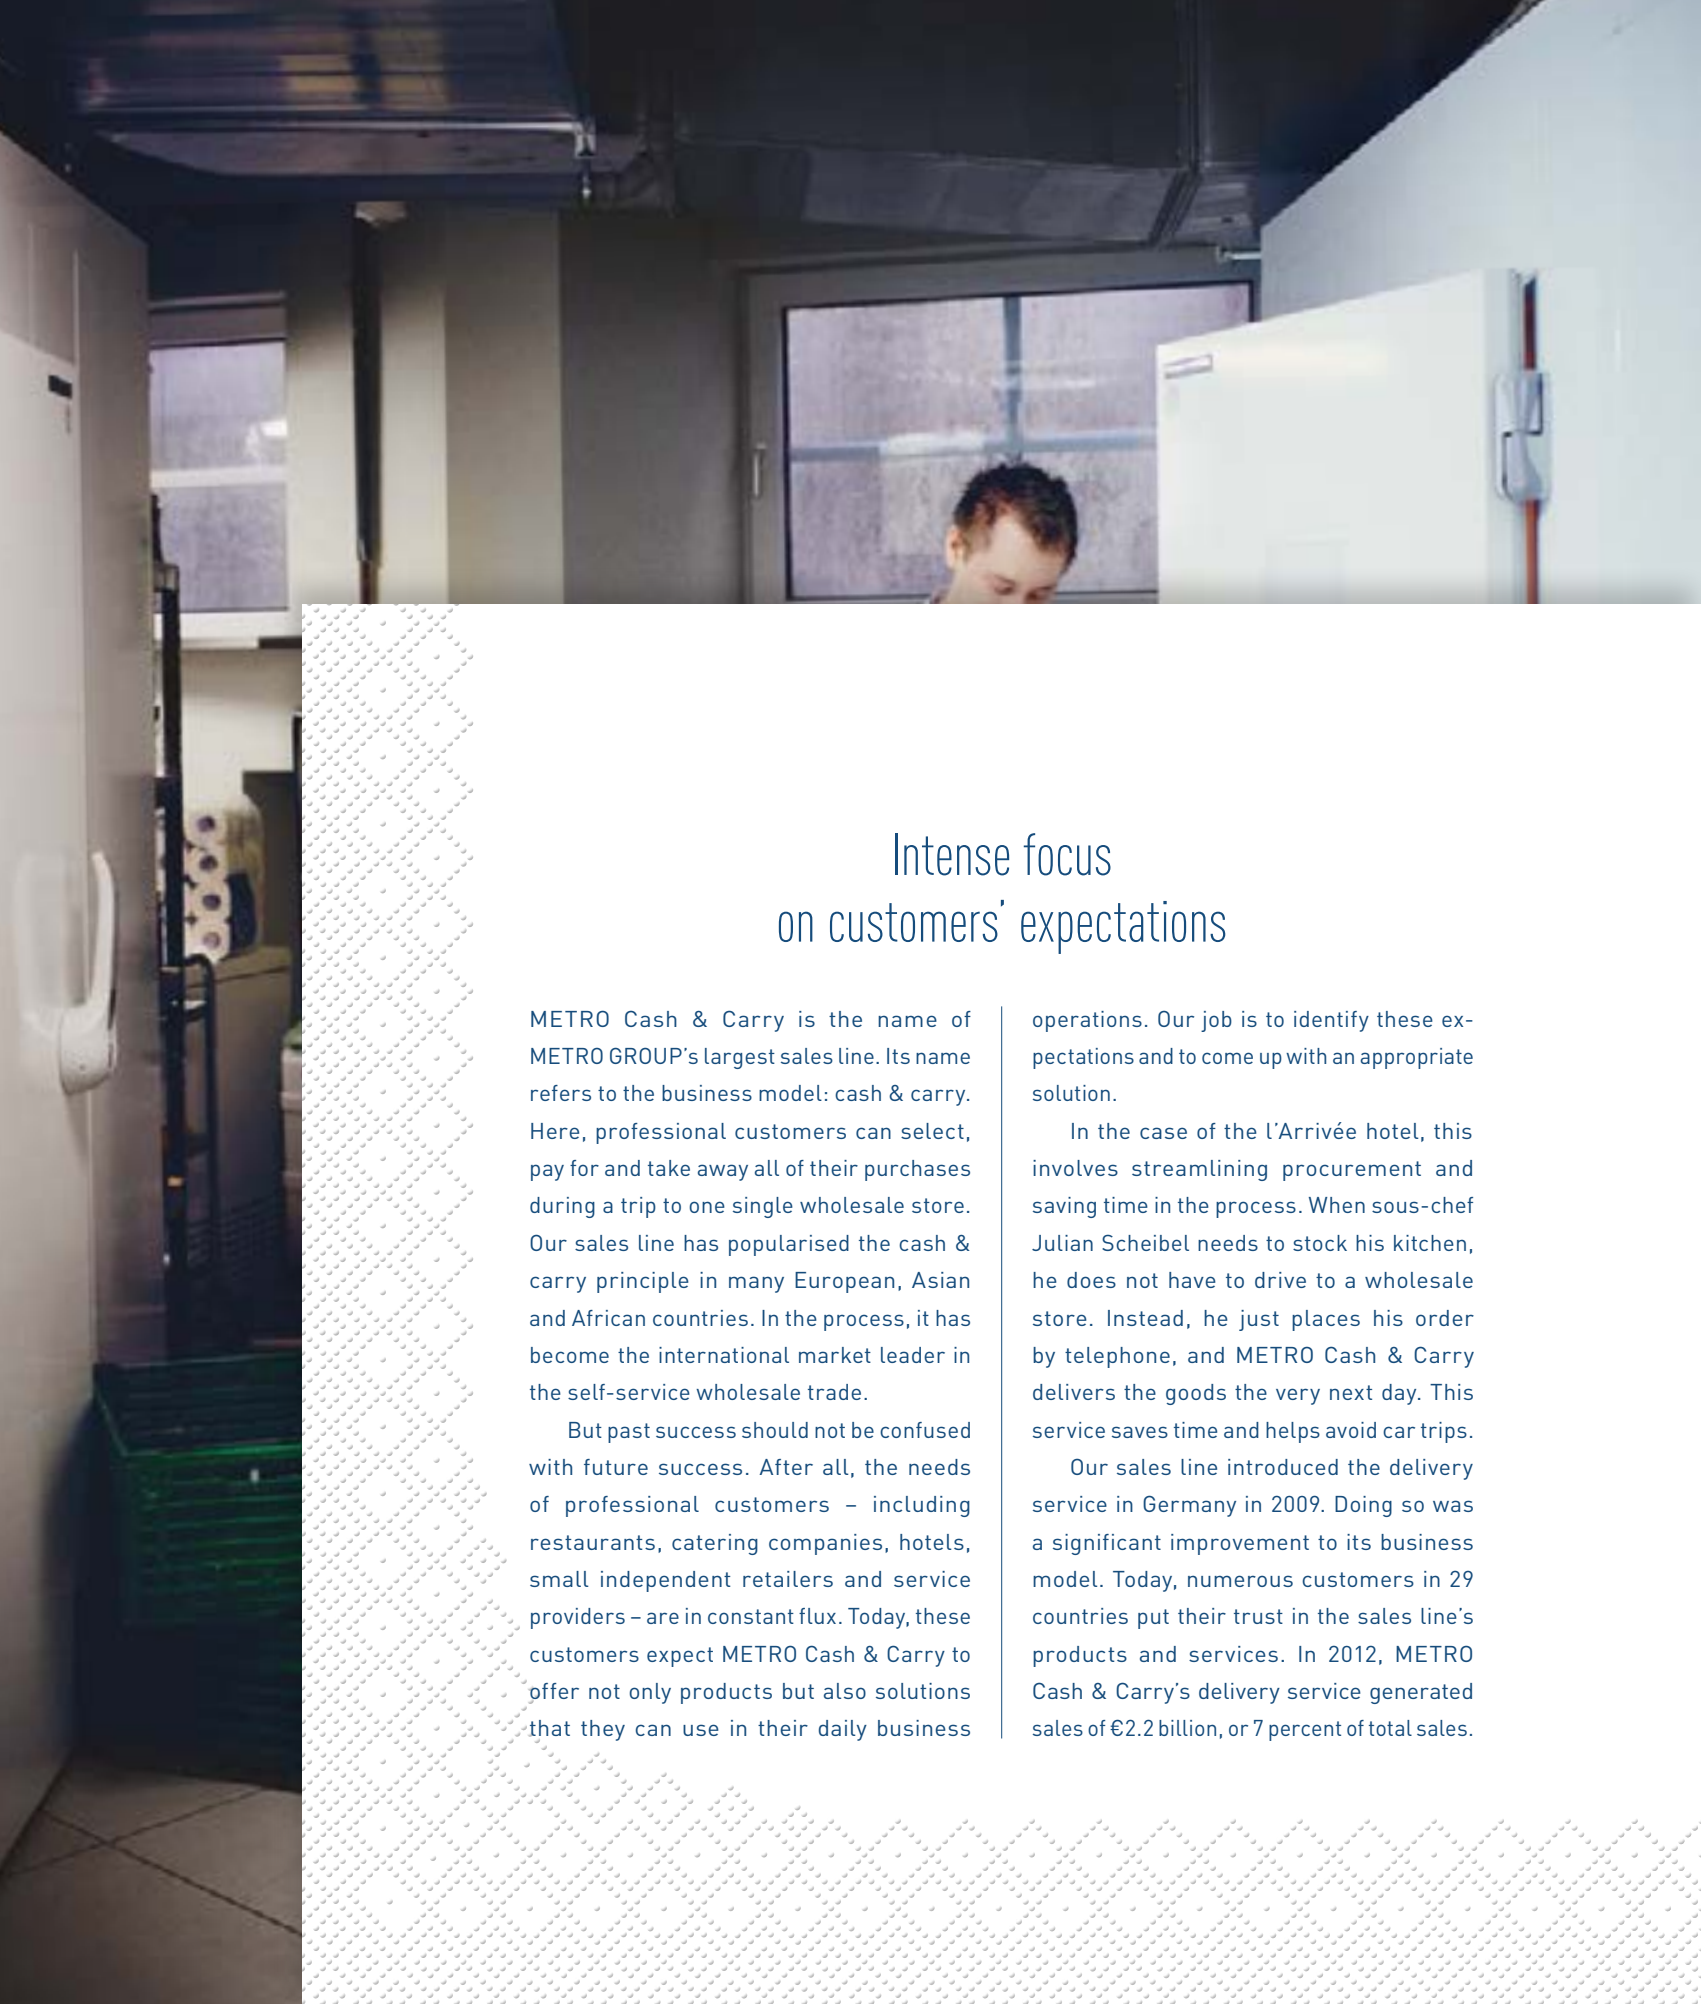 Intense focus
on customers’ expectations
METRO Cash & Carry is the name of
METRO GROUP’s largest sales line. Its name
refers to the business model: cash & carry.
Here, professional customers can select,
pay for and take away all of their purchases
during a trip to one single wholesale store.
Our sales line has popularised the cash &
carry principle in many European, Asian
and African countries. In the process, it has
become the international market leader in
the self-service wholesale trade.
But past success should not be confused
with future success. After all, the needs
of professional customers – including
restaurants, catering companies, hotels,
small independent retailers and service
providers – are in constant flux. Today, these
customers expect METRO Cash & Carry to
offer not only products but also solutions
that they can use in their daily business
operations. Our job is to identify these ex-
pectations and to come up with an appropriate
solution.
In the case of the l’Arrivée hotel, this
involves streamlining procurement and
saving time in the process. When sous-chef
Julian Scheibel needs to stock his kitchen,
he does not have to drive to a wholesale
store. Instead, he just places his order
by telephone, and METRO Cash & Carry
delivers the goods the very next day. This
service saves time and helps avoid car trips.
Our sales line introduced the delivery
service in Germany in 2009. Doing so was
a significant improvement to its business
model. Today, numerous customers in 29
countries put their trust in the sales line’s
products and services. In 2012, METRO
Cash & Carry’s delivery service generated
sales of €2.2 billion, or 7 percent of total sales.